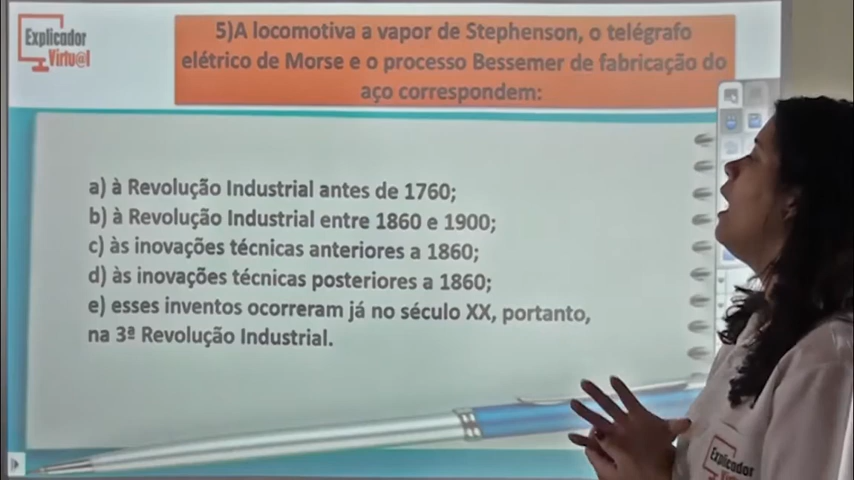 Explicador
Virtu@l
5)A locomotiva a vapor de Stephenson, o telégrafo
elétrico de Morse e o processo Bessemer de fabricação do
aço correspondem:
a) à Revolução Industrial antes de 1760;
b) à Revolução Industrial entre 1860 e 1900;
c) às inovações técnicas anteriores a 1860;
d) às inovações técnicas posteriores a 1860;
e) esses inventos ocorreram já no século XX, portanto,
na 3ª Revolução Industrial.
Explicador